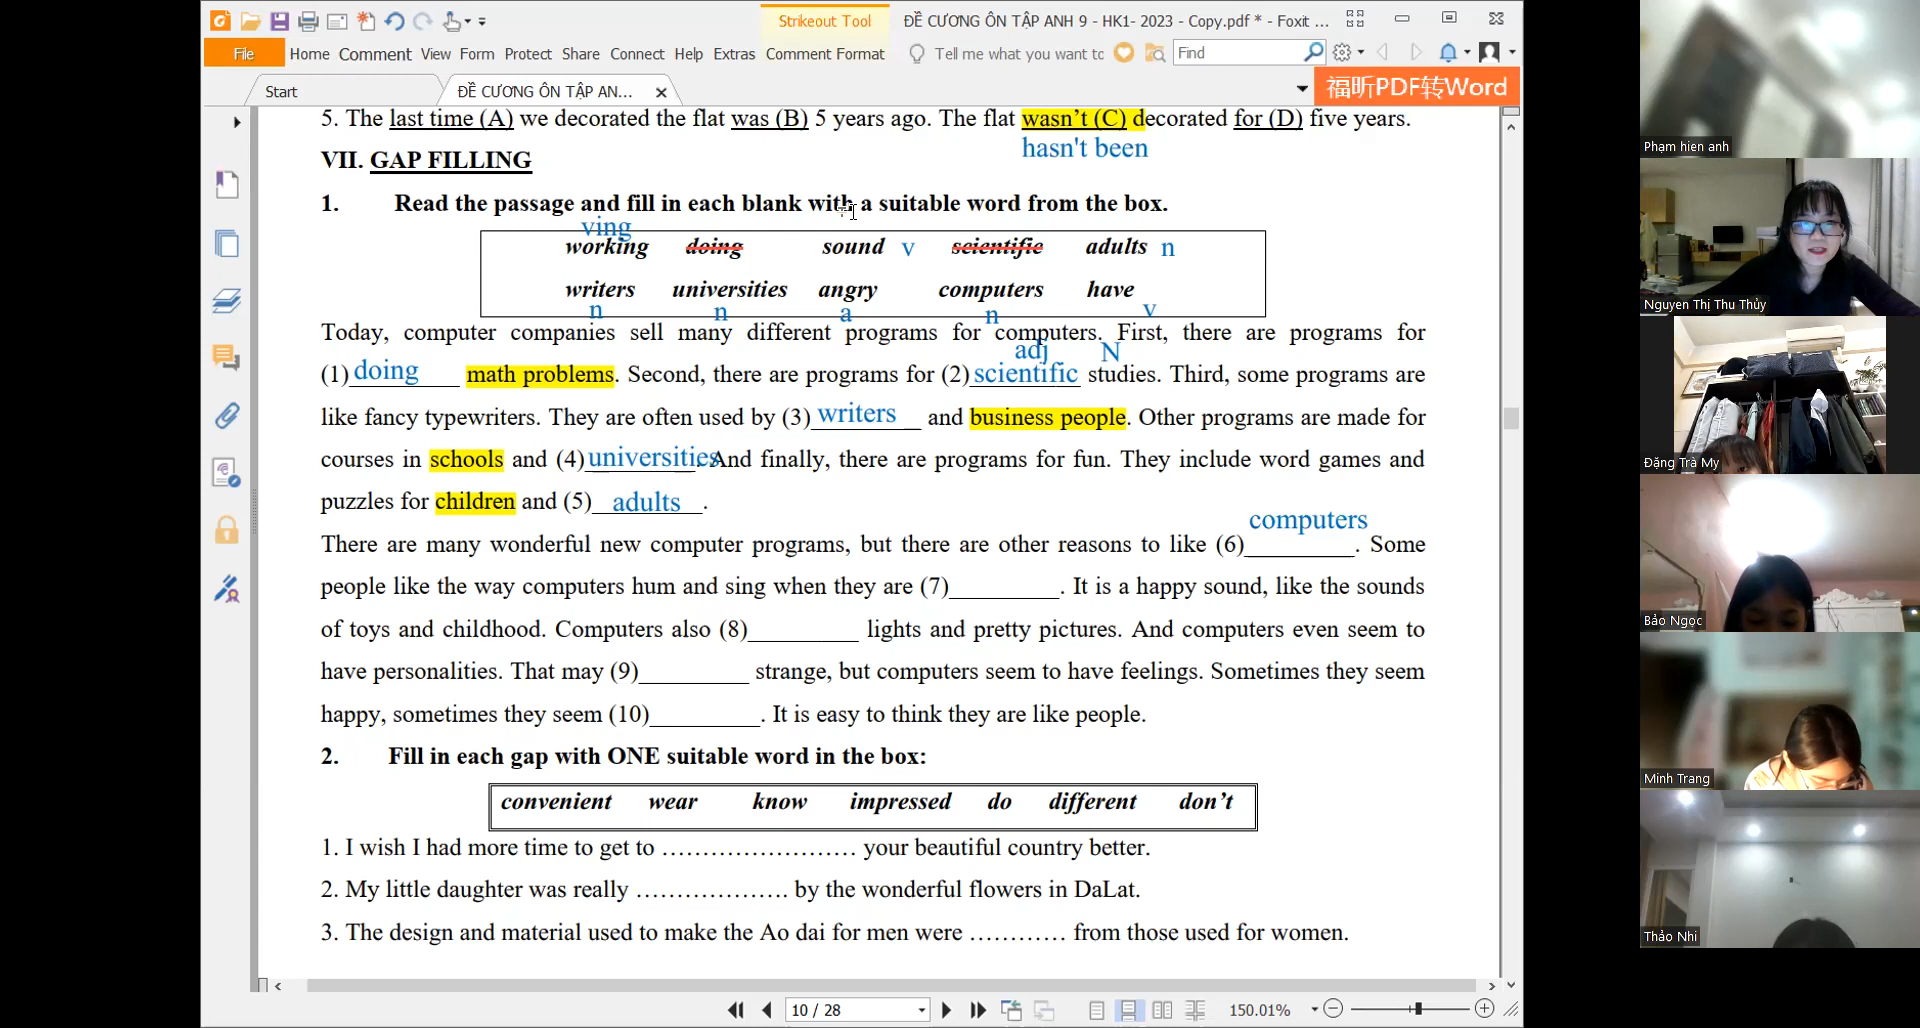 Strikeout Tool
ĐỀ CƯƠNG ÔN TẬP ANH 9 - HK1- 2023 - Copy.pdf * - Foxit ...
File Home Comment View Form Protect Share Connect Help Extras Comment Format Tell me what you want to Find
Start ĐỀ CƯƠNG ÔN TẬP AN...
福昕PDF转Word
5. The last time (A) we decorated the flat was (B) 5 years ago. The flat wasn't (C) decorated for (D) five years.
hasn't been
VII. GAP FILLING
1. Read the passage and fill in each blank with a suitable word from the box.
ving
working doing sound v scientific adults n
writers universities angry computers have
n n a n v
Today, computer companies sell many different programs for computers. First, there are programs for
adj N
(1) doing math problems. Second, there are programs for (2) scientific studies. Third, some programs are
like fancy typewriters. They are often used by (3) writers and business people. Other programs are made for
courses in schools and (4) universities. And finally, there are programs for fun. They include word games and
puzzles for children and (5) adults.
computers
There are many wonderful new computer programs, but there are other reasons to like (6)_________. Some
people like the way computers hum and sing when they are (7)_________. It is a happy sound, like the sounds
of toys and childhood. Computers also (8)_________ lights and pretty pictures. And computers even seem to
have personalities. That may (9)_________ strange, but computers seem to have feelings. Sometimes they seem
happy, sometimes they seem (10)_________. It is easy to think they are like people.
2. Fill in each gap with ONE suitable word in the box:
convenient wear know impressed do different don't
1. I wish I had more time to get to …………………… your beautiful country better.
2. My little daughter was really ………………. by the wonderful flowers in DaLat.
3. The design and material used to make the Ao dai for men were ………… from those used for women.
10 / 28
150.01%
Phạm hien anh
Nguyen Thị Thu Thủy
Đặng Trà My
Bảo Ngọc
Minh Trang
Thảo Nhi